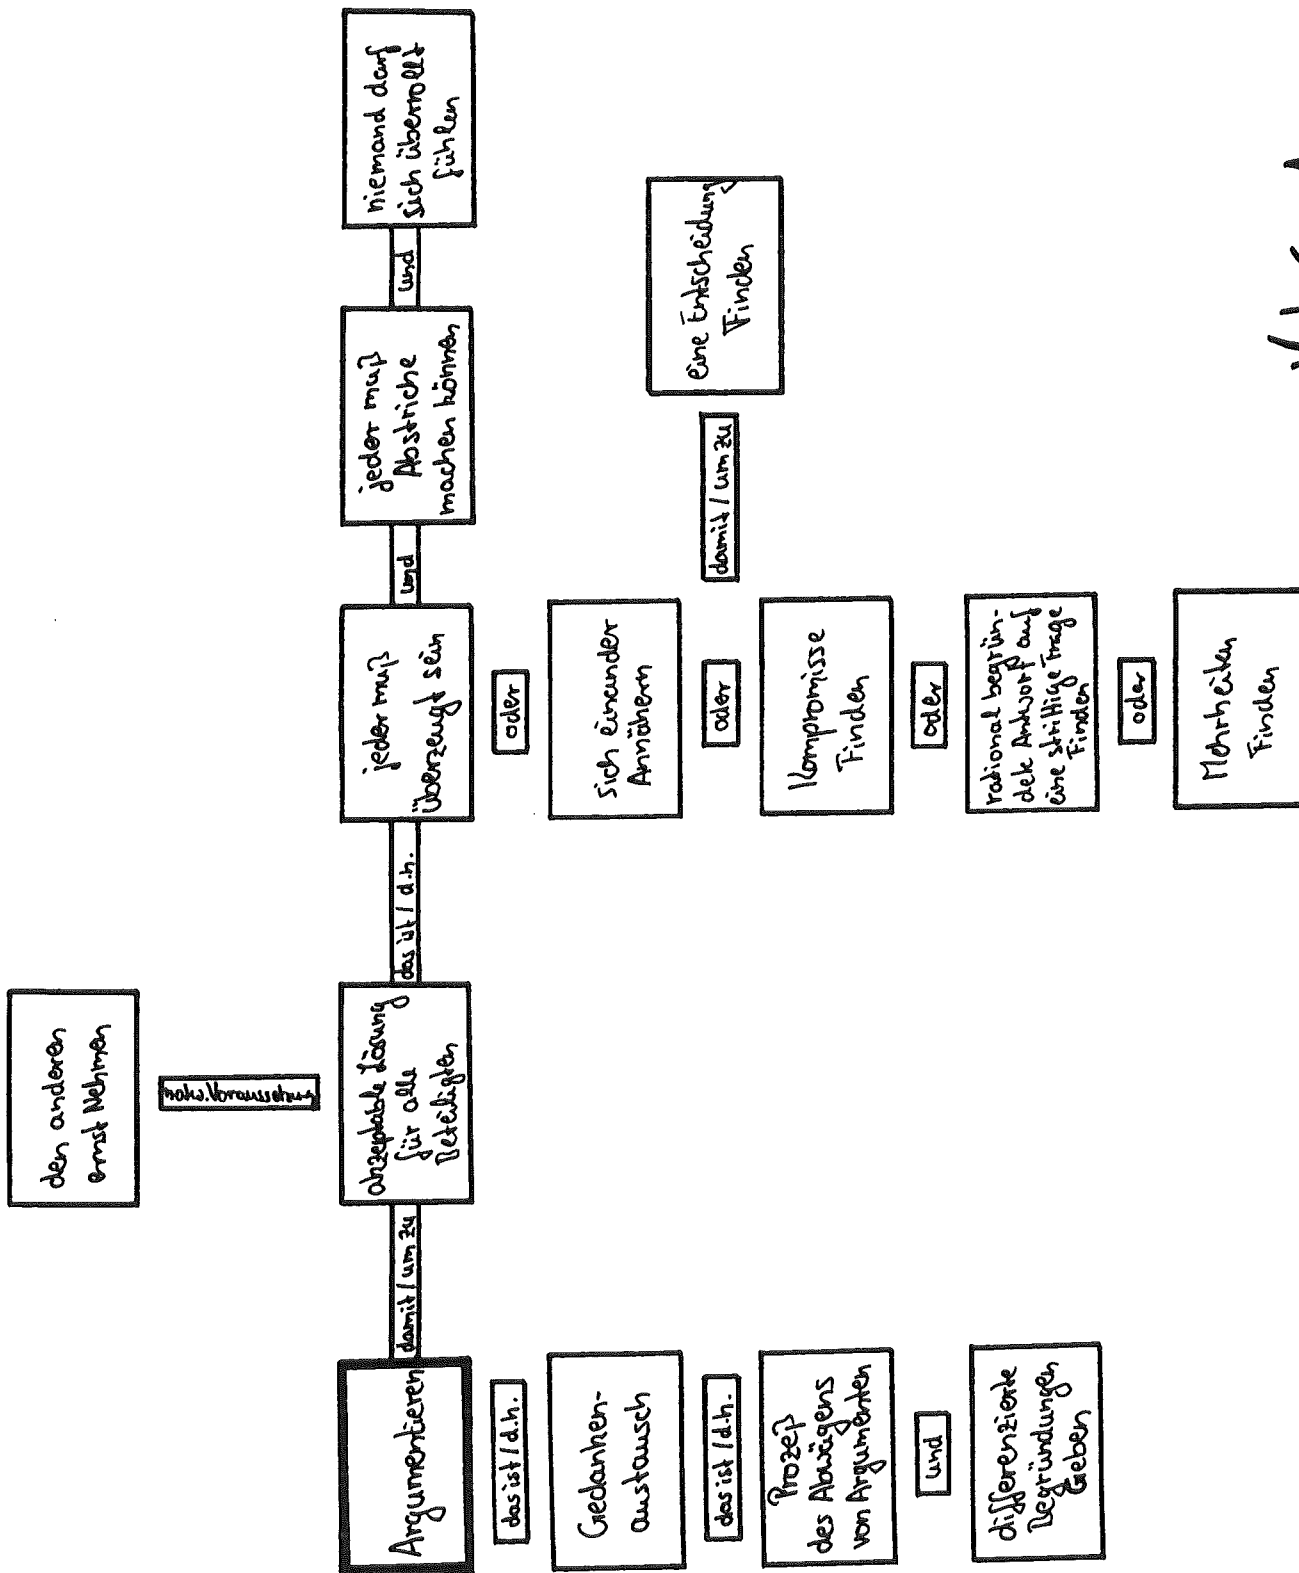 den anderen
ernst Nehmen
notw. Voraussetzung
Argumentieren
damit / um zu
akzeptable Lösung
für alle
Beteiligten
das ist / d.h.
jeder muß
überzeugt sein
und
jeder muß
Abstriche
machen können
und
niemand darf
sich überrollt
fühlen
das ist / d.h.
oder
Gedanken-
austausch
sich einander
Annähern
das ist / d.h.
oder
damit / um zu
eine Entscheidung
Finden
Prozeß
des Abwägens
von Argumenten
Kompromisse
Finden
und
oder
differenzierte
Begründungen
Geben
rational begrün-
dete Antwort auf
eine strittige Frage
Finden
oder
Mehrheiten
Finden